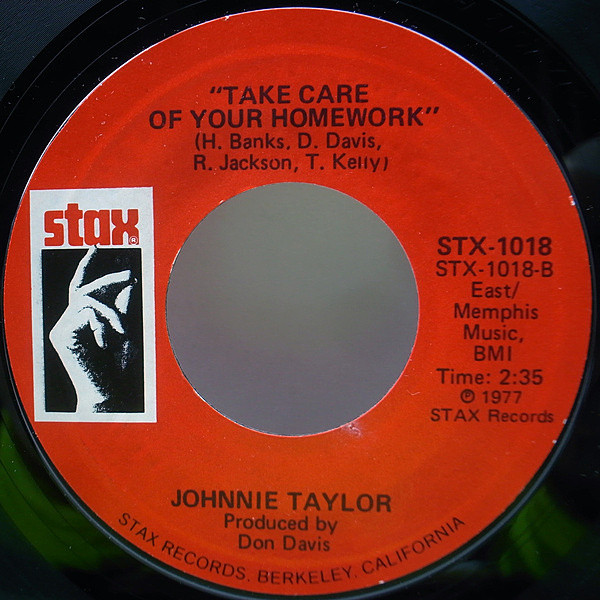 "TAKE CARE
OF YOUR HOMEWORK"
(H. Banks, D. Davis,
R. Jackson, T. Kelly)
stax®
STX-1018
STX-1018-B
East/
Memphis
Music,
BMI
Time: 2:35
℗ 1977
STAX Records
JOHNNIE TAYLOR
Produced by
Don Davis
STAX RECORDS, BERKELEY, CALIFORNIA